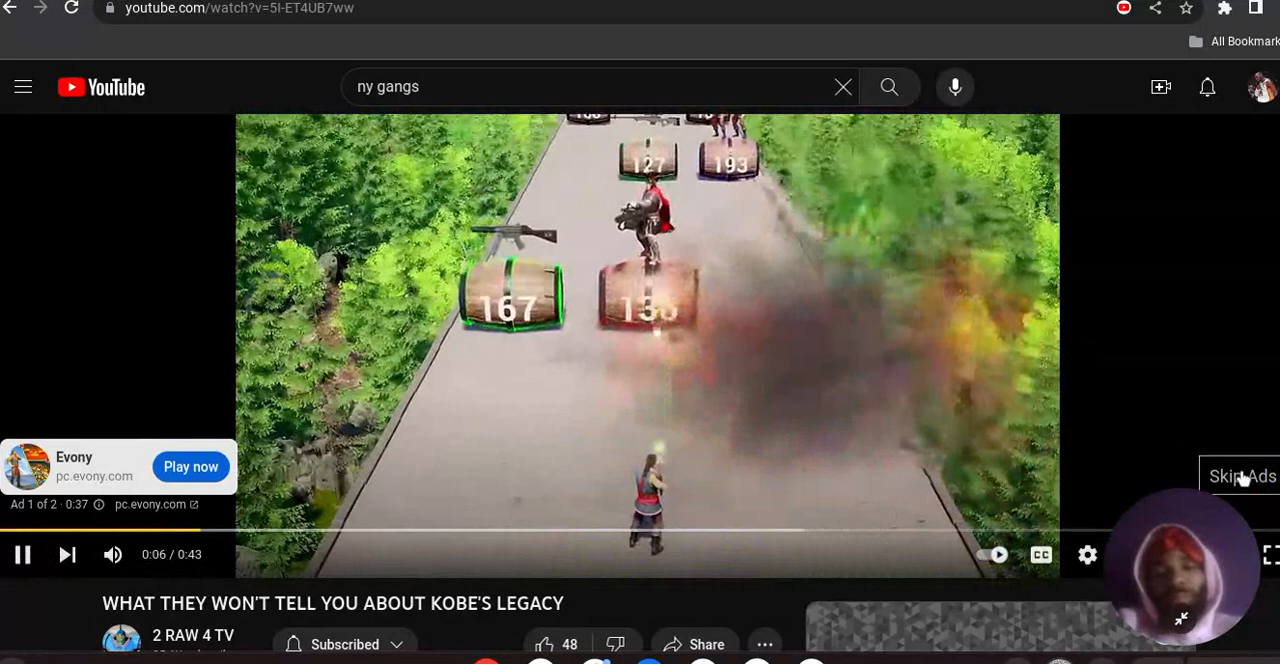 youtube.com/watch?v=5I-ET4UB7ww
All Bookmark
YouTube
ny gangs
127
193
167
Evony
pc.evony.com
Play now
Skip Ads
Ad 1 of 2 · 0:37
pc.evony.com
0:06 / 0:43
CC
WHAT THEY WON'T TELL YOU ABOUT KOBE'S LEGACY
2 RAW 4 TV
Subscribed
48
Share